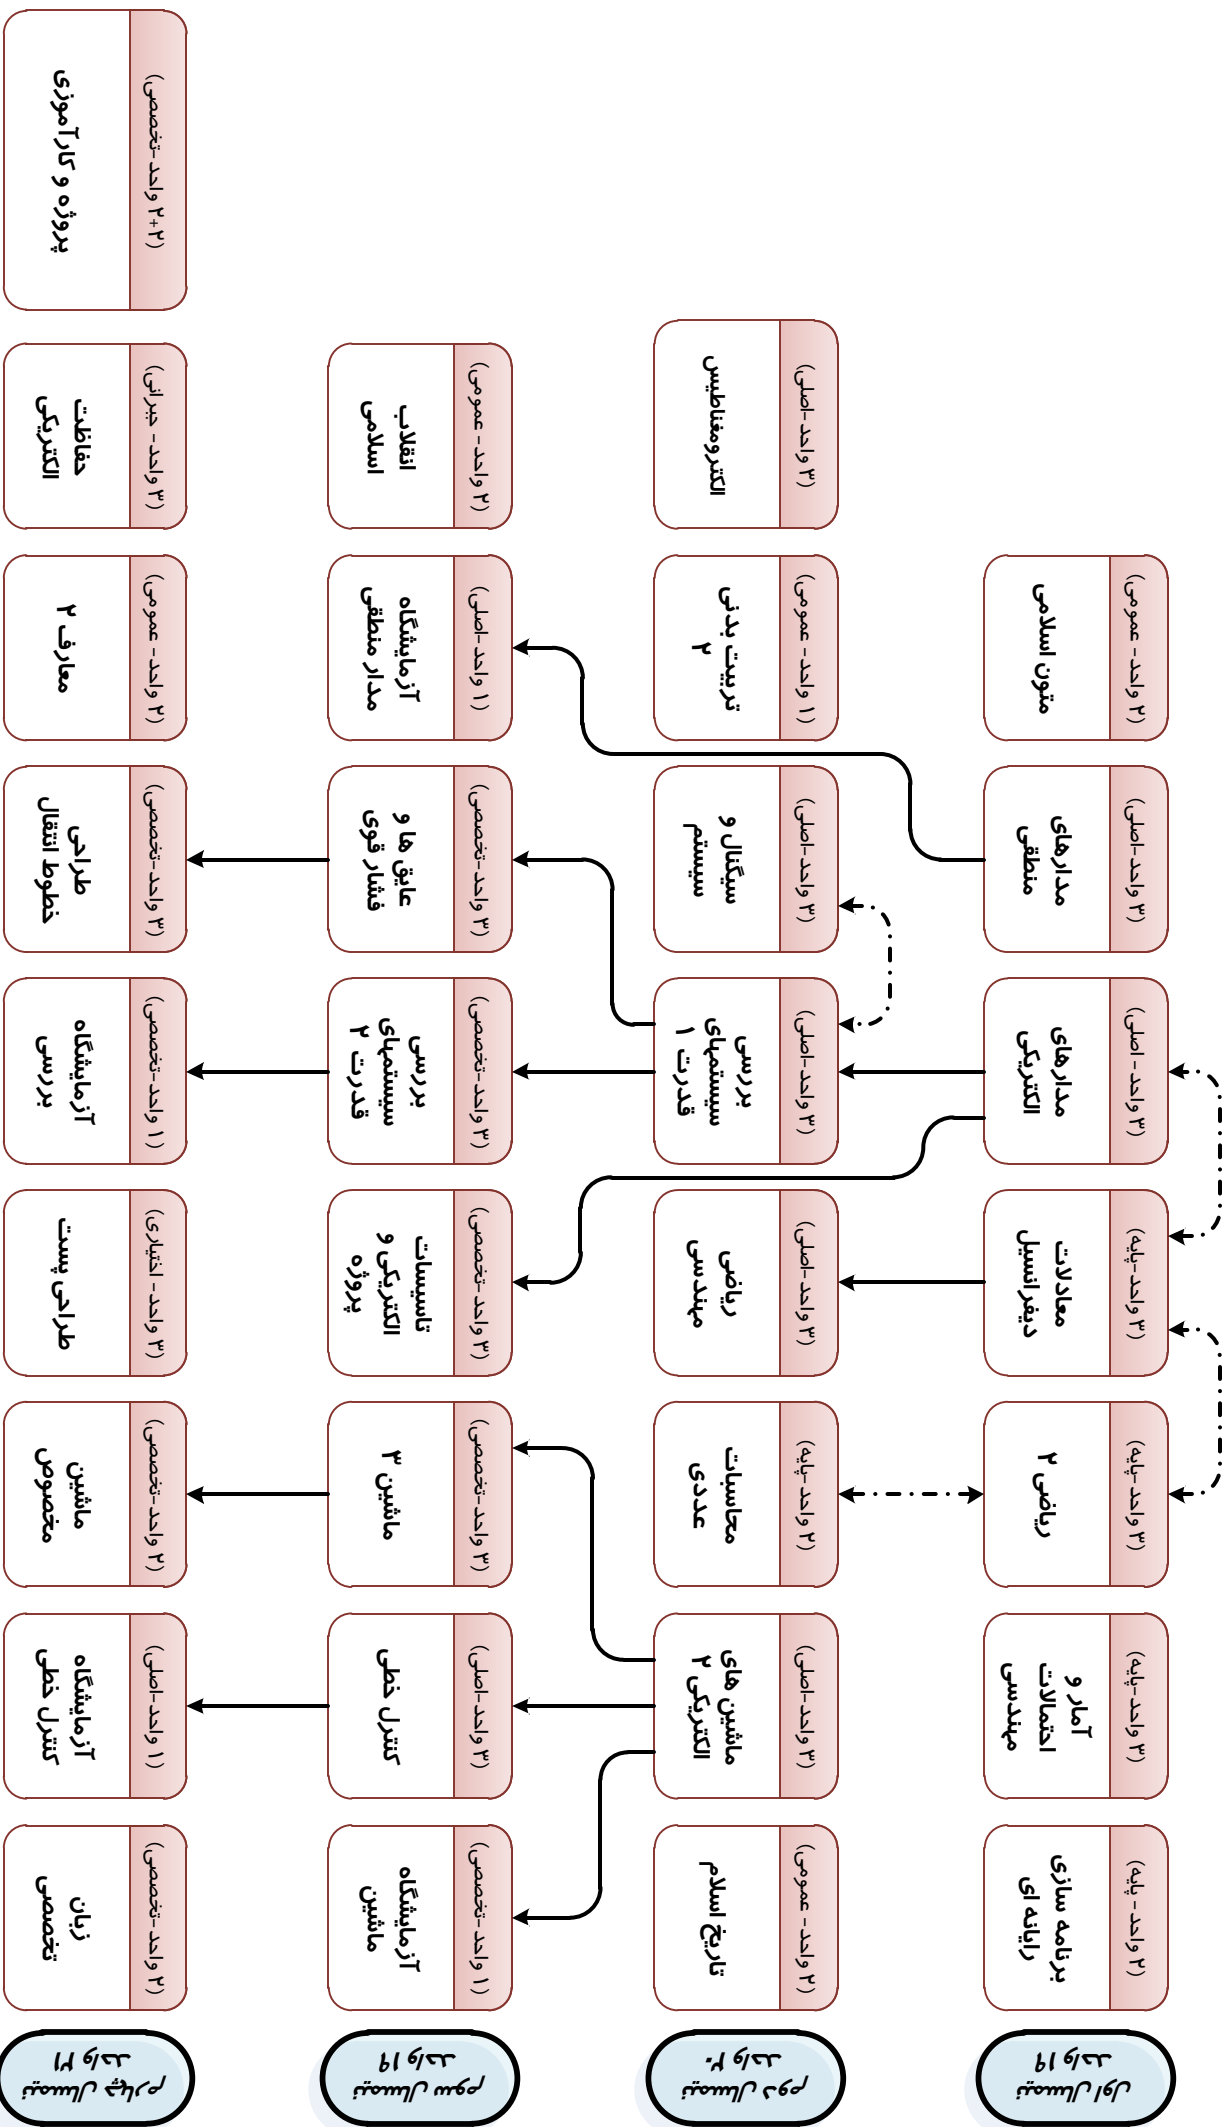 نیمسال اول
۱۹ واحد
(۲ واحد - پایه)
برنامه سازی
رایانه ای
(۳ واحد-پایه)
آمار و
احتمالات
مهندسی
(۳ واحد-پایه)
ریاضی ۲
(۳ واحد-پایه)
معادلات
دیفرانسیل
(۳ واحد - اصلی)
مدارهای
الکتریکی
(۳ واحد-اصلی)
مدارهای
منطقی
(۲ واحد - عمومی)
متون اسلامی
نیمسال دوم
۲۰ واحد
(۲ واحد - عمومی)
تاریخ اسلام
(۳ واحد-اصلی)
ماشین های
الکتریکی ۲
(۲ واحد-پایه)
محاسبات
عددی
(۳ واحد-اصلی)
ریاضی
مهندسی
(۳ واحد-اصلی)
بررسی
سیستمهای
قدرت ۱
(۳ واحد-اصلی)
سیگنال و
سیستم
(۱ واحد - عمومی)
تربیت بدنی
۲
(۳ واحد-اصلی)
الکترومغناطیس
نیمسال سوم
۱۹ واحد
(۱ واحد-تخصصی)
آزمایشگاه
ماشین
(۳ واحد-اصلی)
کنترل خطی
(۳ واحد-تخصصی)
ماشین ۳
(۳ واحد-تخصصی)
تاسیسات
الکتریکی و
پروژه
(۳ واحد-تخصصی)
بررسی
سیستمهای
قدرت ۲
(۳ واحد-تخصصی)
عایق ها و
فشار قوی
(۱ واحد-اصلی)
آزمایشگاه
مدار منطقی
(۲ واحد - عمومی)
انقلاب
اسلامی
نیمسال چهارم
۲۱ واحد
(۲ واحد-تخصصی)
زبان
تخصصی
(۱ واحد-اصلی)
آزمایشگاه
کنترل خطی
(۲ واحد-تخصصی)
ماشین
مخصوص
(۳ واحد - اختیاری)
طراحی پست
(۱ واحد-تخصصی)
آزمایشگاه
بررسی
(۳ واحد-تخصصی)
طراحی
خطوط انتقال
(۲ واحد - عمومی)
معارف ۲
(۳ واحد - جبرانی)
حفاظت
الکتریکی
(۲+۲ واحد-تخصصی)
پروژه و کارآموزی